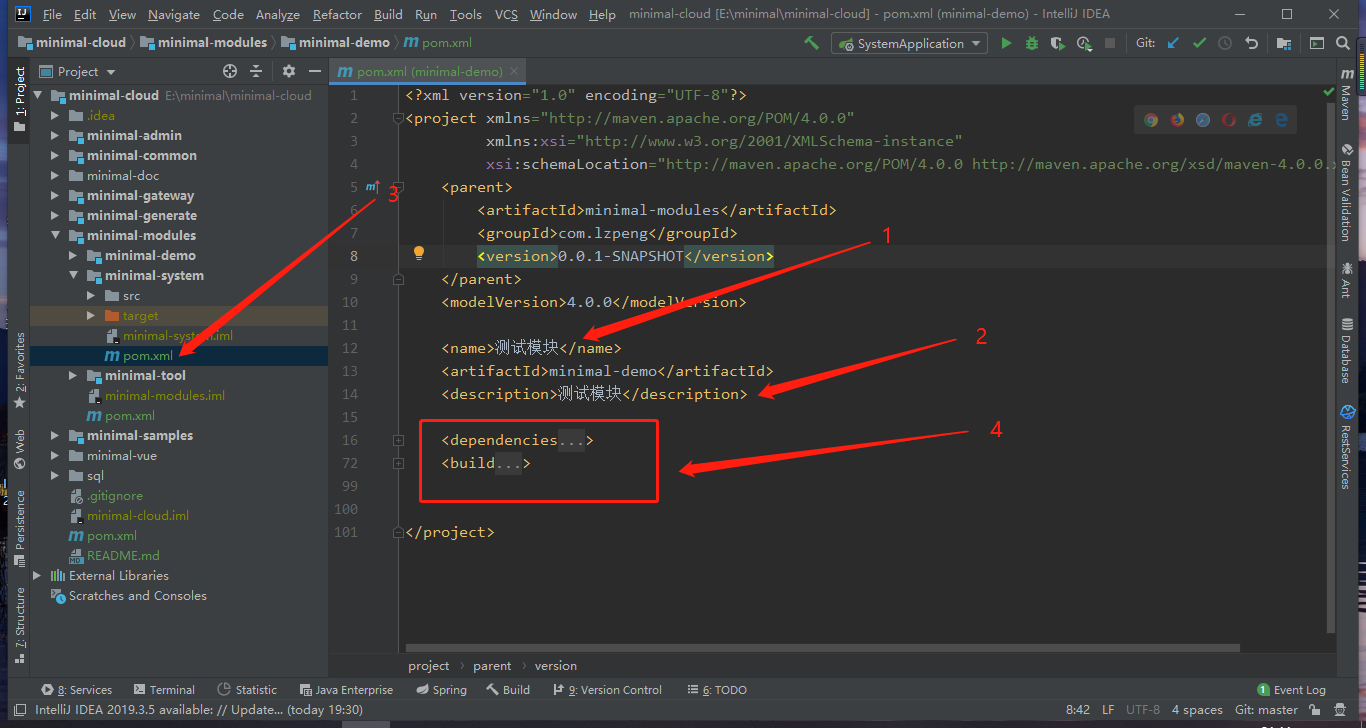 File Edit View Navigate Code Analyze Refactor Build Run Tools VCS Window Help minimal-cloud [E:\minimal\minimal-cloud] - pom.xml (minimal-demo) - IntelliJ IDEA
minimal-cloud minimal-modules minimal-demo pom.xml SystemApplication Git:
Project pom.xml (minimal-demo)
1: Project
2: Favorites
Web
Persistence
7: Structure
minimal-cloud E:\minimal\minimal-cloud
.idea
minimal-admin
minimal-common
minimal-doc
minimal-gateway
minimal-generate
minimal-modules
minimal-demo
minimal-system
src
target
minimal-system.iml
pom.xml
minimal-tool
minimal-modules.iml
pom.xml
minimal-samples
minimal-vue
sql
.gitignore
minimal-cloud.iml
pom.xml
README.md
External Libraries
Scratches and Consoles
1 <?xml version="1.0" encoding="UTF-8"?>
2 <project xmlns="http://maven.apache.org/POM/4.0.0"
3 xmlns:xsi="http://www.w3.org/2001/XMLSchema-instance"
4 xsi:schemaLocation="http://maven.apache.org/POM/4.0.0 http://maven.apache.org/xsd/maven-4.0.0.x
5 <parent>
6 <artifactId>minimal-modules</artifactId>
7 <groupId>com.lzpeng</groupId>
8 <version>0.0.1-SNAPSHOT</version>
9 </parent>
10 <modelVersion>4.0.0</modelVersion>
11
12 <name>测试模块</name>
13 <artifactId>minimal-demo</artifactId>
14 <description>测试模块</description>
15
16 <dependencies...>
72 <build...>
99
100
101 </project>
3
1
2
4
Maven
Bean Validation
Ant
Database
RestServices
project parent version
8: Services Terminal Statistic Java Enterprise Spring Build 9: Version Control 6: TODO 1 Event Log
IntelliJ IDEA 2019.3.5 available: // Update... (today 19:30) 8:42 LF UTF-8 4 spaces Git: master